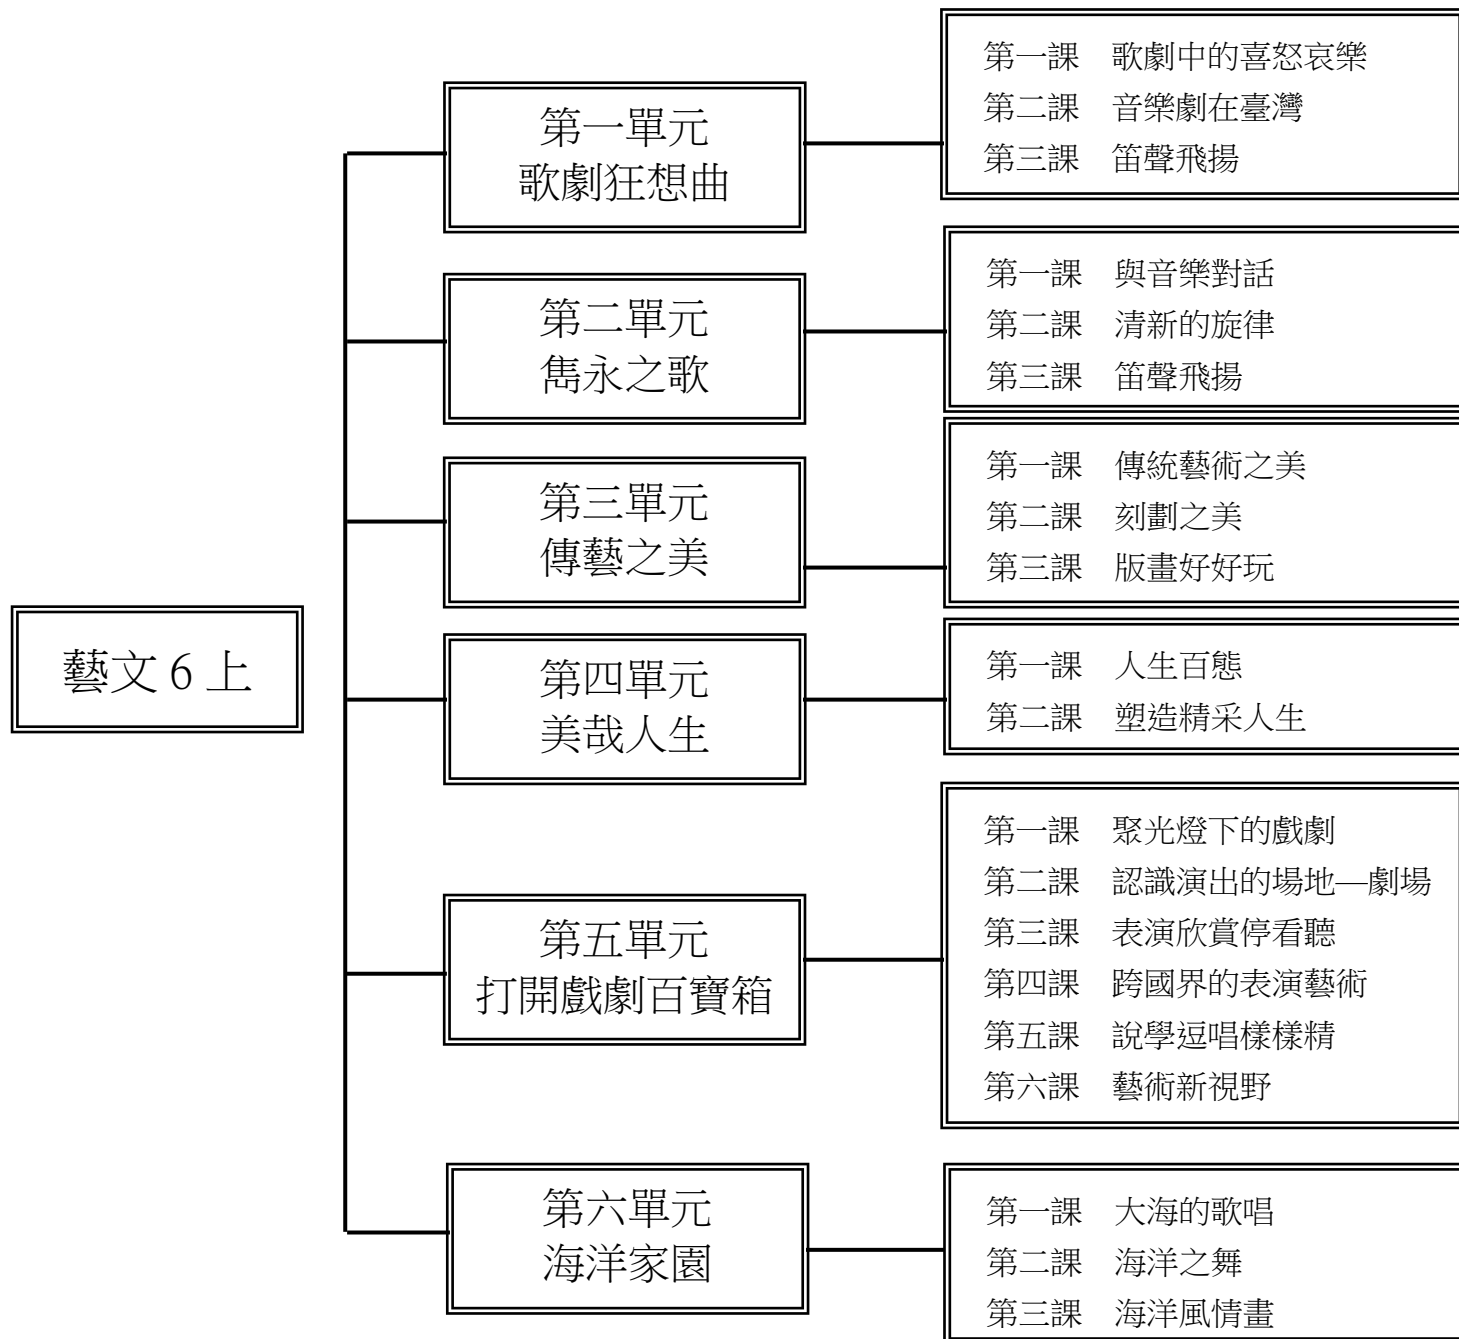 藝文 6 上
第一單元
歌劇狂想曲
第一課　歌劇中的喜怒哀樂
第二課　音樂劇在臺灣
第三課　笛聲飛揚
第二單元
雋永之歌
第一課　與音樂對話
第二課　清新的旋律
第三課　笛聲飛揚
第三單元
傳藝之美
第一課　傳統藝術之美
第二課　刻劃之美
第三課　版畫好好玩
第四單元
美哉人生
第一課　人生百態
第二課　塑造精采人生
第五單元
打開戲劇百寶箱
第一課　聚光燈下的戲劇
第二課　認識演出的場地—劇場
第三課　表演欣賞停看聽
第四課　跨國界的表演藝術
第五課　說學逗唱樣樣精
第六課　藝術新視野
第六單元
海洋家園
第一課　大海的歌唱
第二課　海洋之舞
第三課　海洋風情畫